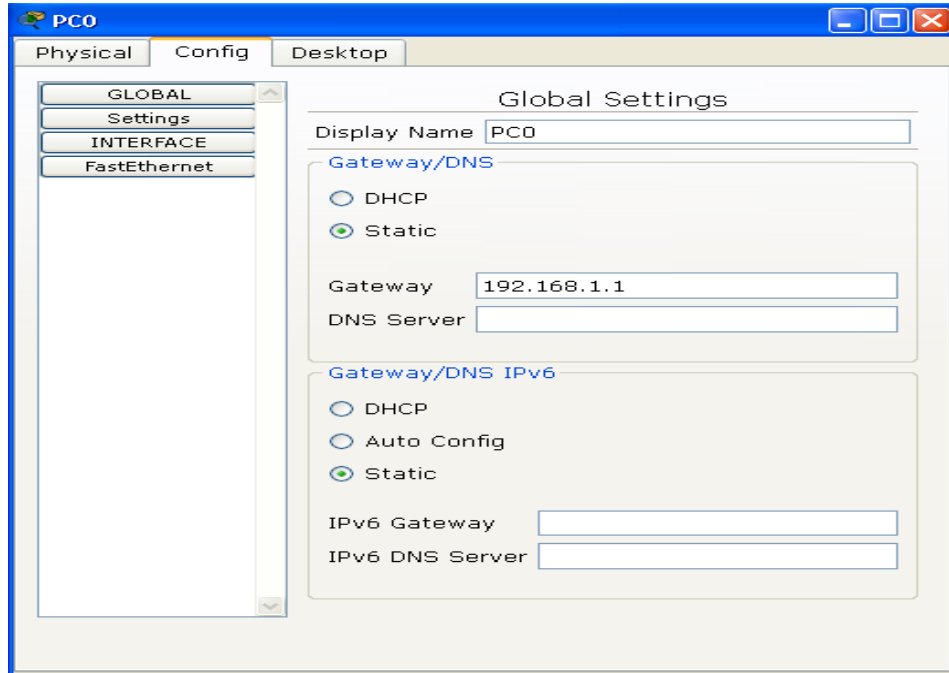 PC0
Physical Config Desktop
GLOBAL
Settings
INTERFACE
FastEthernet
Global Settings
Display Name PC0
Gateway/DNS
DHCP
Static
Gateway 192.168.1.1
DNS Server
Gateway/DNS IPv6
DHCP
Auto Config
Static
IPv6 Gateway
IPv6 DNS Server